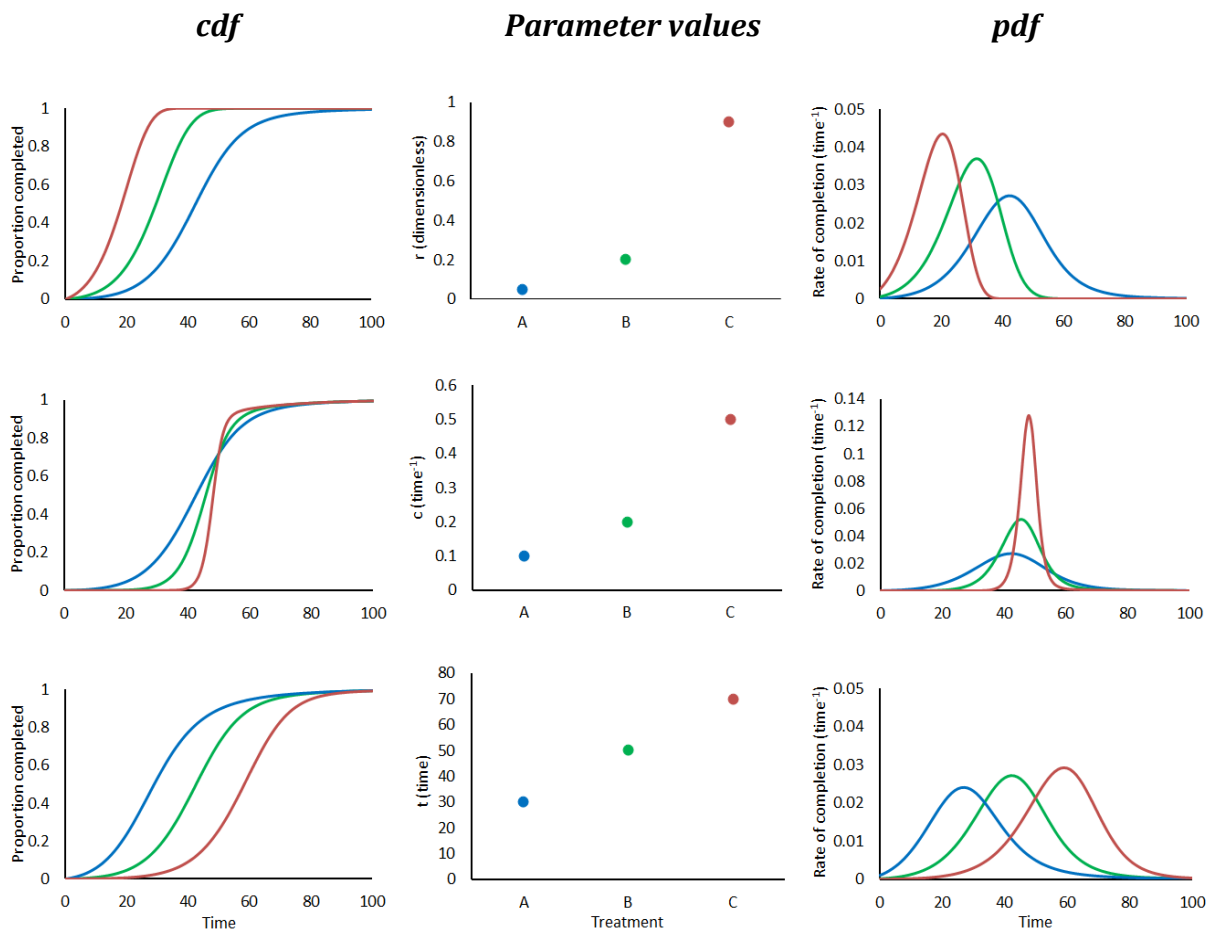 cdf
Parameter values
pdf
Proportion completed
1
0.8
0.6
0.4
0.2
0
0 20 40 60 80 100
r (dimensionless)
1
0.8
0.6
0.4
0.2
0
A B C
Rate of completion (time-1)
0.05
0.04
0.03
0.02
0.01
0
0 20 40 60 80 100
Proportion completed
1
0.8
0.6
0.4
0.2
0
0 20 40 60 80 100
c (time-1)
0.6
0.5
0.4
0.3
0.2
0.1
0
A B C
Rate of completion (time-1)
0.14
0.12
0.10
0.08
0.06
0.04
0.02
0
0 20 40 60 80 100
Proportion completed
1
0.8
0.6
0.4
0.2
0
0 20 40 60 80 100
Time
t (time)
80
70
60
50
40
30
20
10
0
A B C
Treatment
Rate of completion (time-1)
0.05
0.04
0.03
0.02
0.01
0
0 20 40 60 80 100
Time